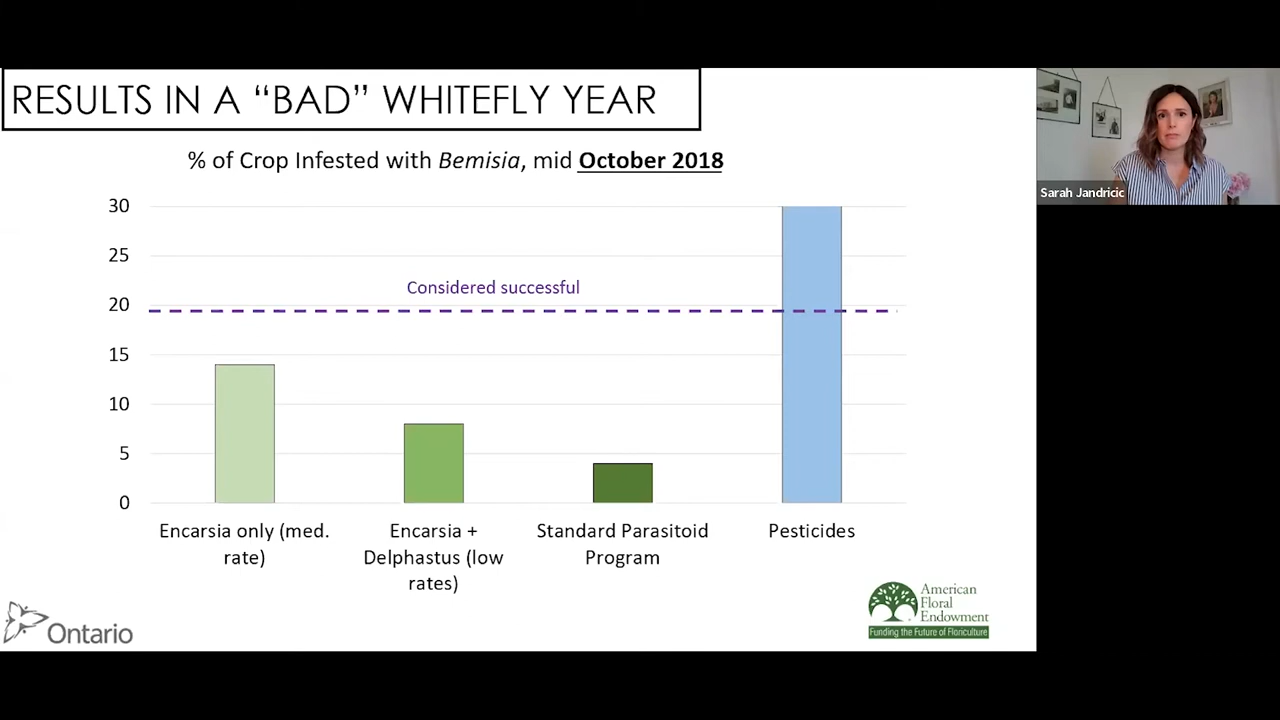 RESULTS IN A “BAD” WHITEFLY YEAR
% of Crop Infested with Bemisia, mid October 2018
30
25
20
15
10
5
0
Considered successful
Encarsia only (med.
rate)
Encarsia +
Delphastus (low
rates)
Standard Parasitoid
Program
Pesticides
Ontario
American
Floral
Endowment
Funding the Future of Floriculture
Sarah Jandricic